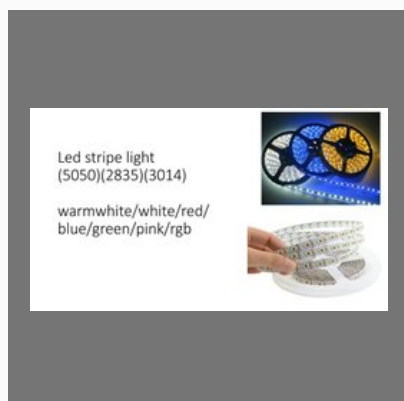 Led stripe light
(5050)(2835)(3014)
warmwhite/white/red/
blue/green/pink/rgb